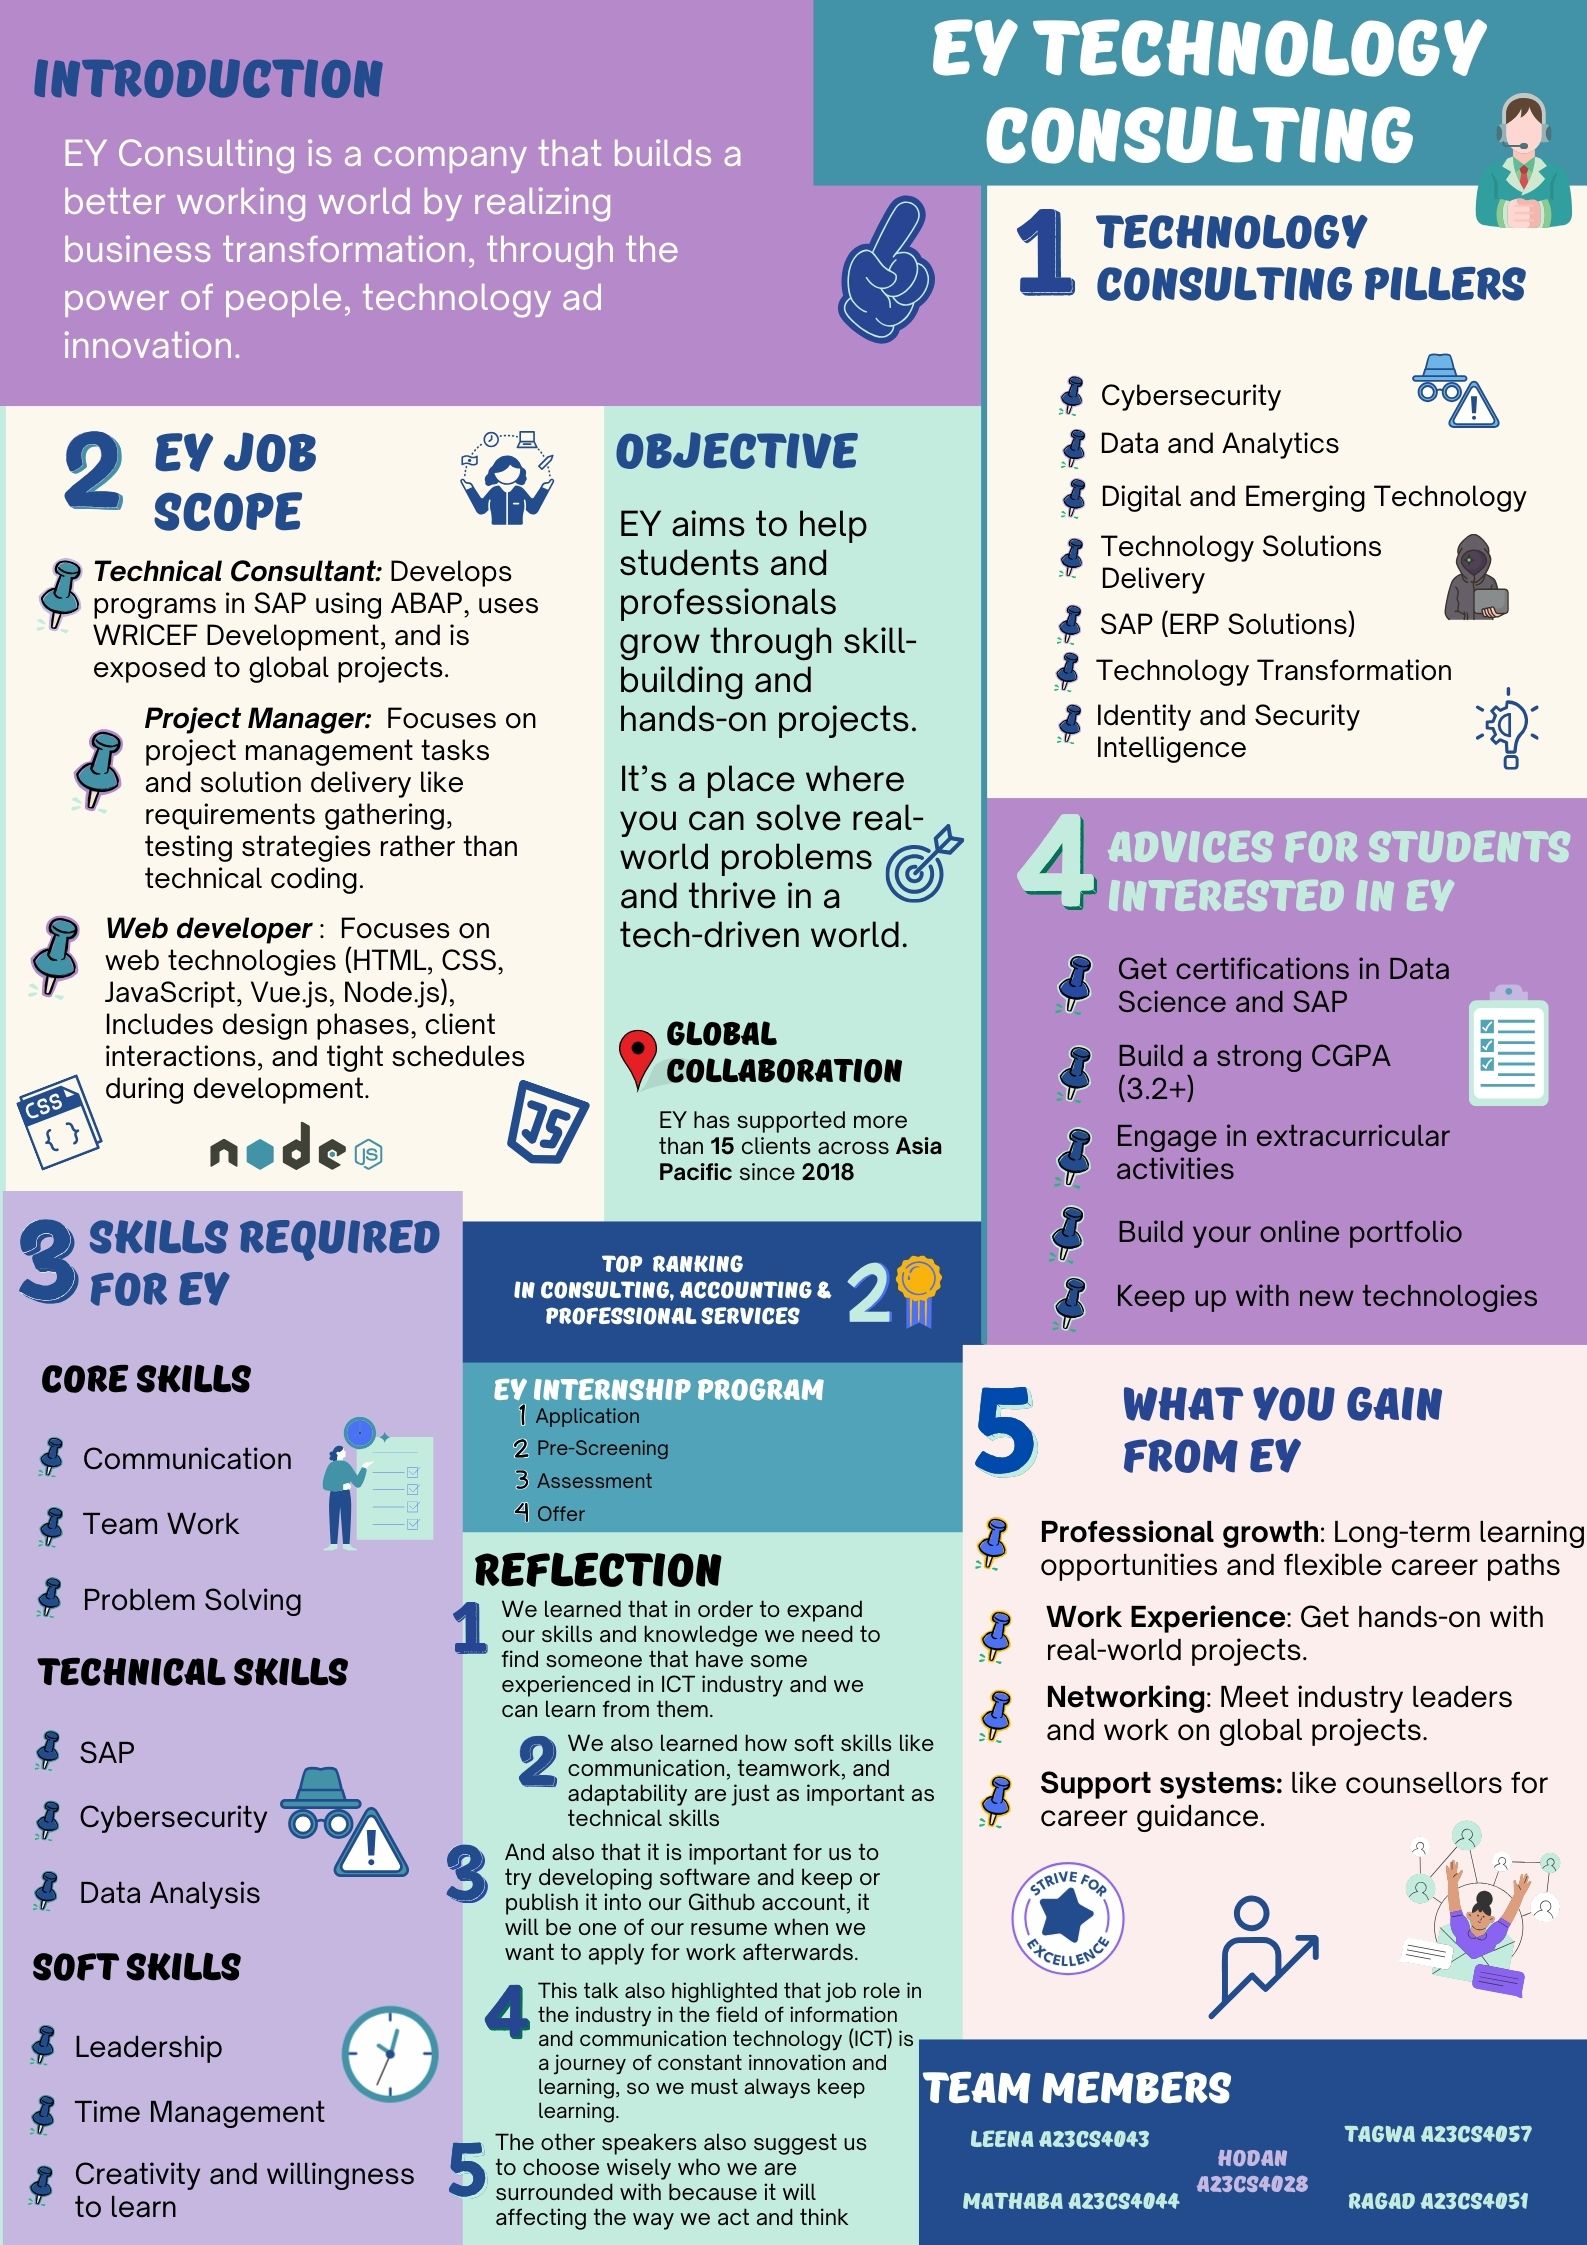 EY TECHNOLOGY
CONSULTING
INTRODUCTION
EY Consulting is a company that builds a
better working world by realizing
business transformation, through the
power of people, technology ad
innovation.
1
TECHNOLOGY
CONSULTING PILLERS
Cybersecurity
Data and Analytics
Digital and Emerging Technology
Technology Solutions
Delivery
SAP (ERP Solutions)
Technology Transformation
Identity and Security
Intelligence
2
EY JOB
SCOPE
Technical Consultant: Develops
programs in SAP using ABAP, uses
WRICEF Development, and is
exposed to global projects.
Project Manager: Focuses on
project management tasks
and solution delivery like
requirements gathering,
testing strategies rather than
technical coding.
Web developer : Focuses on
web technologies (HTML, CSS,
JavaScript, Vue.js, Node.js),
Includes design phases, client
interactions, and tight schedules
during development.
CSS
{ }
node
JS
JS
OBJECTIVE
EY aims to help
students and
professionals
grow through skill-
building and
hands-on projects.
It's a place where
you can solve real-
world problems
and thrive in a
tech-driven world.
GLOBAL
COLLABORATION
EY has supported more
than 15 clients across Asia
Pacific since 2018
3
SKILLS REQUIRED
FOR EY
CORE SKILLS
Communication
Team Work
Problem Solving
TECHNICAL SKILLS
SAP
Cybersecurity
Data Analysis
SOFT SKILLS
Leadership
Time Management
Creativity and willingness
to learn
TOP RANKING
IN CONSULTING, ACCOUNTING &
PROFESSIONAL SERVICES
2
EY INTERNSHIP PROGRAM
1 Application
2 Pre-Screening
3 Assessment
4 Offer
REFLECTION
1
We learned that in order to expand
our skills and knowledge we need to
find someone that have some
experienced in ICT industry and we
can learn from them.
2
We also learned how soft skills like
communication, teamwork, and
adaptability are just as important as
technical skills
3
And also that it is important for us to
try developing software and keep or
publish it into our Github account, it
will be one of our resume when we
want to apply for work afterwards.
4
This talk also highlighted that job role in
the industry in the field of information
and communication technology (ICT) is
a journey of constant innovation and
learning, so we must always keep
learning.
5
The other speakers also suggest us
to choose wisely who we are
surrounded with because it will
affecting the way we act and think
4
ADVICES FOR STUDENTS
INTERESTED IN EY
Get certifications in Data
Science and SAP
Build a strong CGPA
(3.2+)
Engage in extracurricular
activities
Build your online portfolio
Keep up with new technologies
5
WHAT YOU GAIN
FROM EY
Professional growth: Long-term learning
opportunities and flexible career paths
Work Experience: Get hands-on with
real-world projects.
Networking: Meet industry leaders
and work on global projects.
Support systems: like counsellors for
career guidance.
STRIVE FOR
EXCELLENCE
TEAM MEMBERS
LEENA A23CS4043
TAGWA A23CS4057
HODAN
A23CS4028
MATHABA A23CS4044
RAGAD A23CS4051